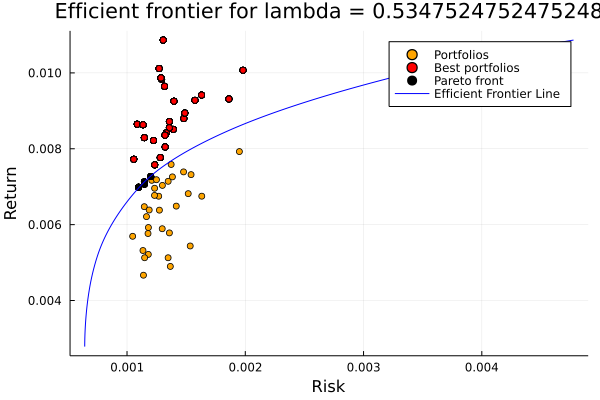 Efficient frontier for lambda = 0.5347524752475248
Return
0.010
0.008
0.006
0.004
Portfolios
Best portfolios
Pareto front
Efficient Frontier Line
0.001
0.002
0.003
0.004
Risk